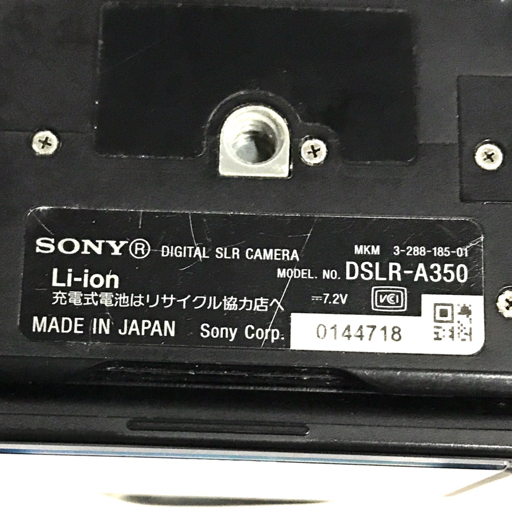 SONY® DIGITAL SLR CAMERA MKM 3-288-185-01
Li-ion MODEL NO. DSLR-A350
充電式電池はリサイクル協力店へ ⎓7.2V VCI
MADE IN JAPAN Sony Corp. 0144718